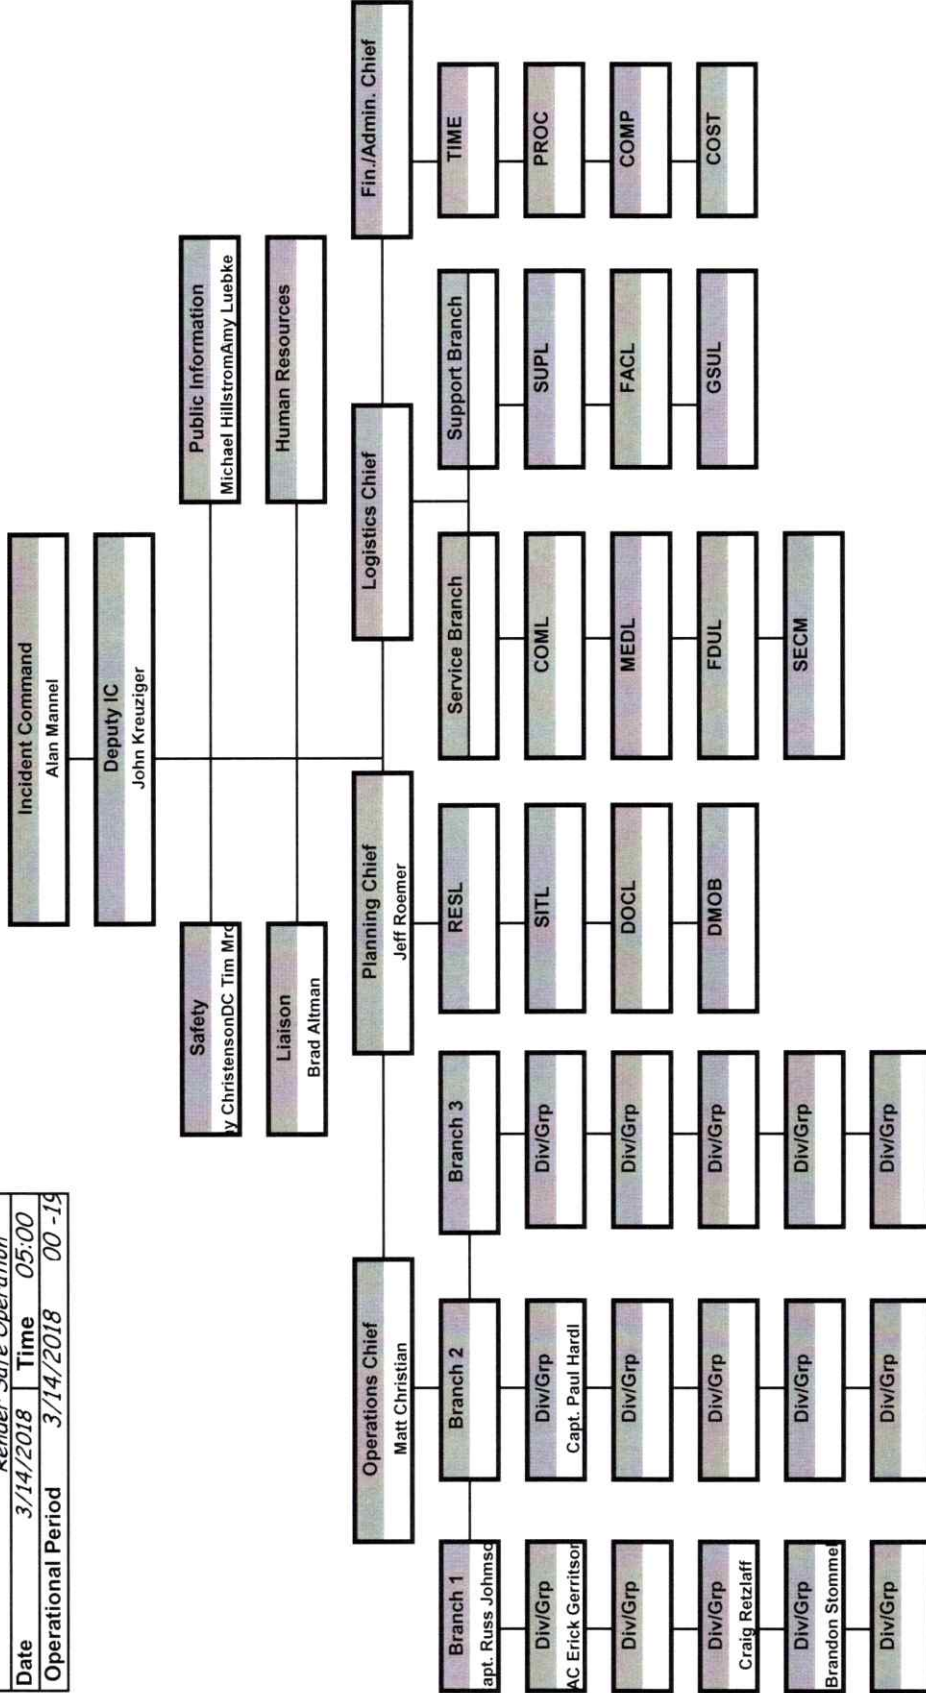 Render Safe Operation
Date 3/14/2018 Time 05:00
Operational Period 3/14/2018 00 -19
Incident Command
Alan Mannel
Deputy IC
John Kreuziger
Safety
y ChristensonDC Tim Mro
Public Information
Michael HillstromAmy Luebke
Liaison
Brad Altman
Human Resources
Operations Chief
Matt Christian
Planning Chief
Jeff Roemer
Logistics Chief
Fin./Admin. Chief
Branch 1
apt. Russ Johmso
Div/Grp
AC Erick Gerritson
Div/Grp
Div/Grp
Craig Retzlaff
Div/Grp
Brandon Stommel
Div/Grp
Branch 2
Div/Grp
Capt. Paul Hardl
Div/Grp
Div/Grp
Div/Grp
Div/Grp
Branch 3
Div/Grp
Div/Grp
Div/Grp
Div/Grp
Div/Grp
RESL
SITL
DOCL
DMOB
Service Branch
COML
MEDL
FDUL
SECM
Support Branch
SUPL
FACL
GSUL
TIME
PROC
COMP
COST